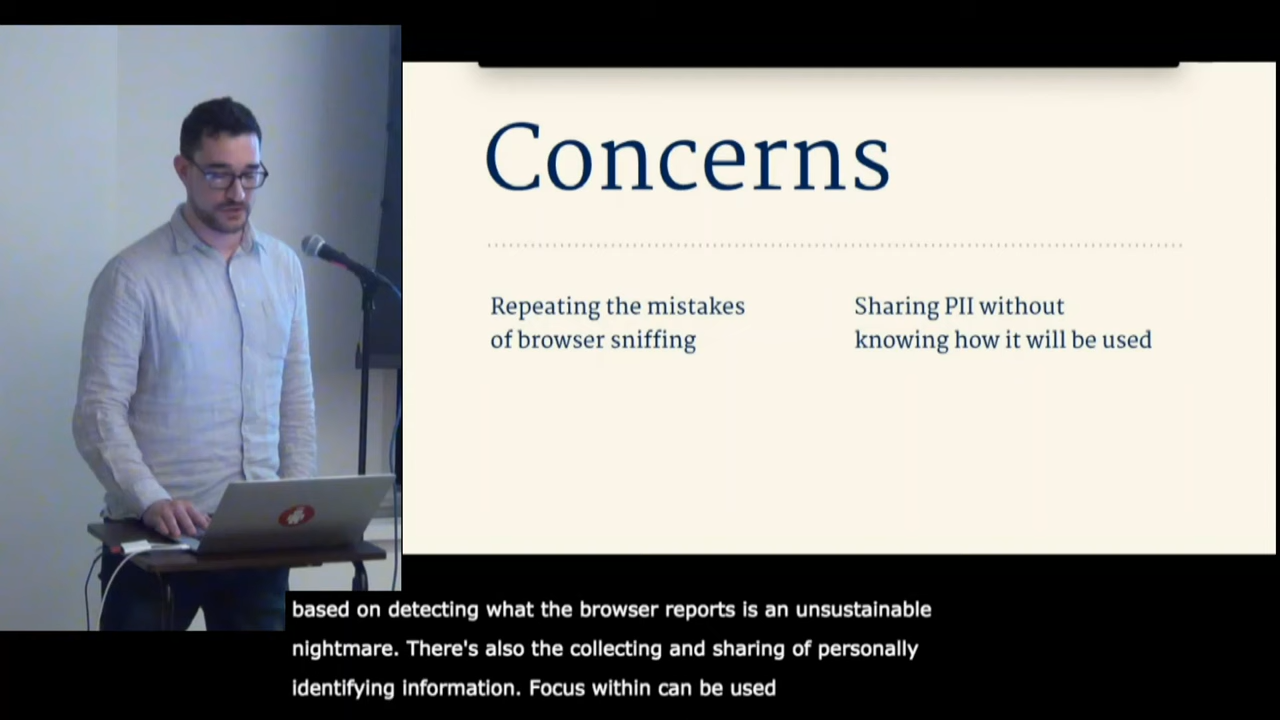 Concerns
Repeating the mistakes
of browser sniffing
Sharing PII without
knowing how it will be used
based on detecting what the browser reports is an unsustainable
nightmare. There's also the collecting and sharing of personally
identifying information. Focus within can be used